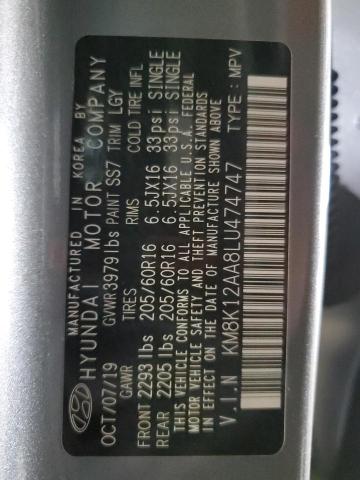 MADE IN KOREA BY
HYUNDAI MOTOR COMPANY
OCT/07/19 GVWR 3979 lbs PAINT SS7 TRIM LGY
GAWR TIRES RIMS COLD TIRE INFL
FRONT 2293 lbs 205/60R16 6.5JX16 33psi SINGLE
REAR 2205 lbs 205/60R16 6.5JX16 33psi SINGLE
THIS VEHICLE CONFORMS TO ALL APPLICABLE U.S.A. FEDERAL
MOTOR VEHICLE SAFETY AND THEFT PREVENTION STANDARDS
IN EFFECT ON THE DATE OF MANUFACTURE SHOWN ABOVE.
V.I.N KM8K12AA8LU474747 TYPE: MPV